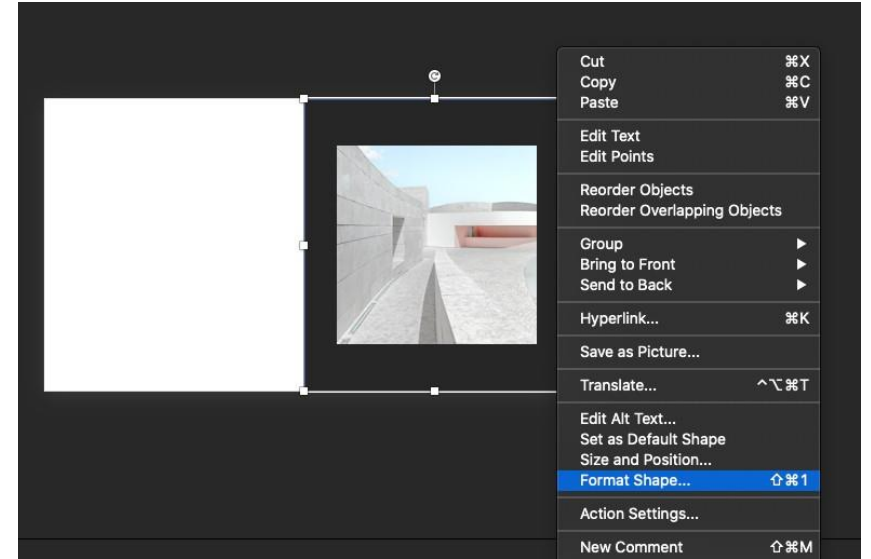 Cut ⌘X
Copy ⌘C
Paste ⌘V
Edit Text
Edit Points
Reorder Objects
Reorder Overlapping Objects
Group ▶
Bring to Front ▶
Send to Back ▶
Hyperlink... ⌘K
Save as Picture...
Translate... ^⌥⌘T
Edit Alt Text...
Set as Default Shape
Size and Position...
Format Shape... ⇧⌘1
Action Settings...
New Comment ⇧⌘M